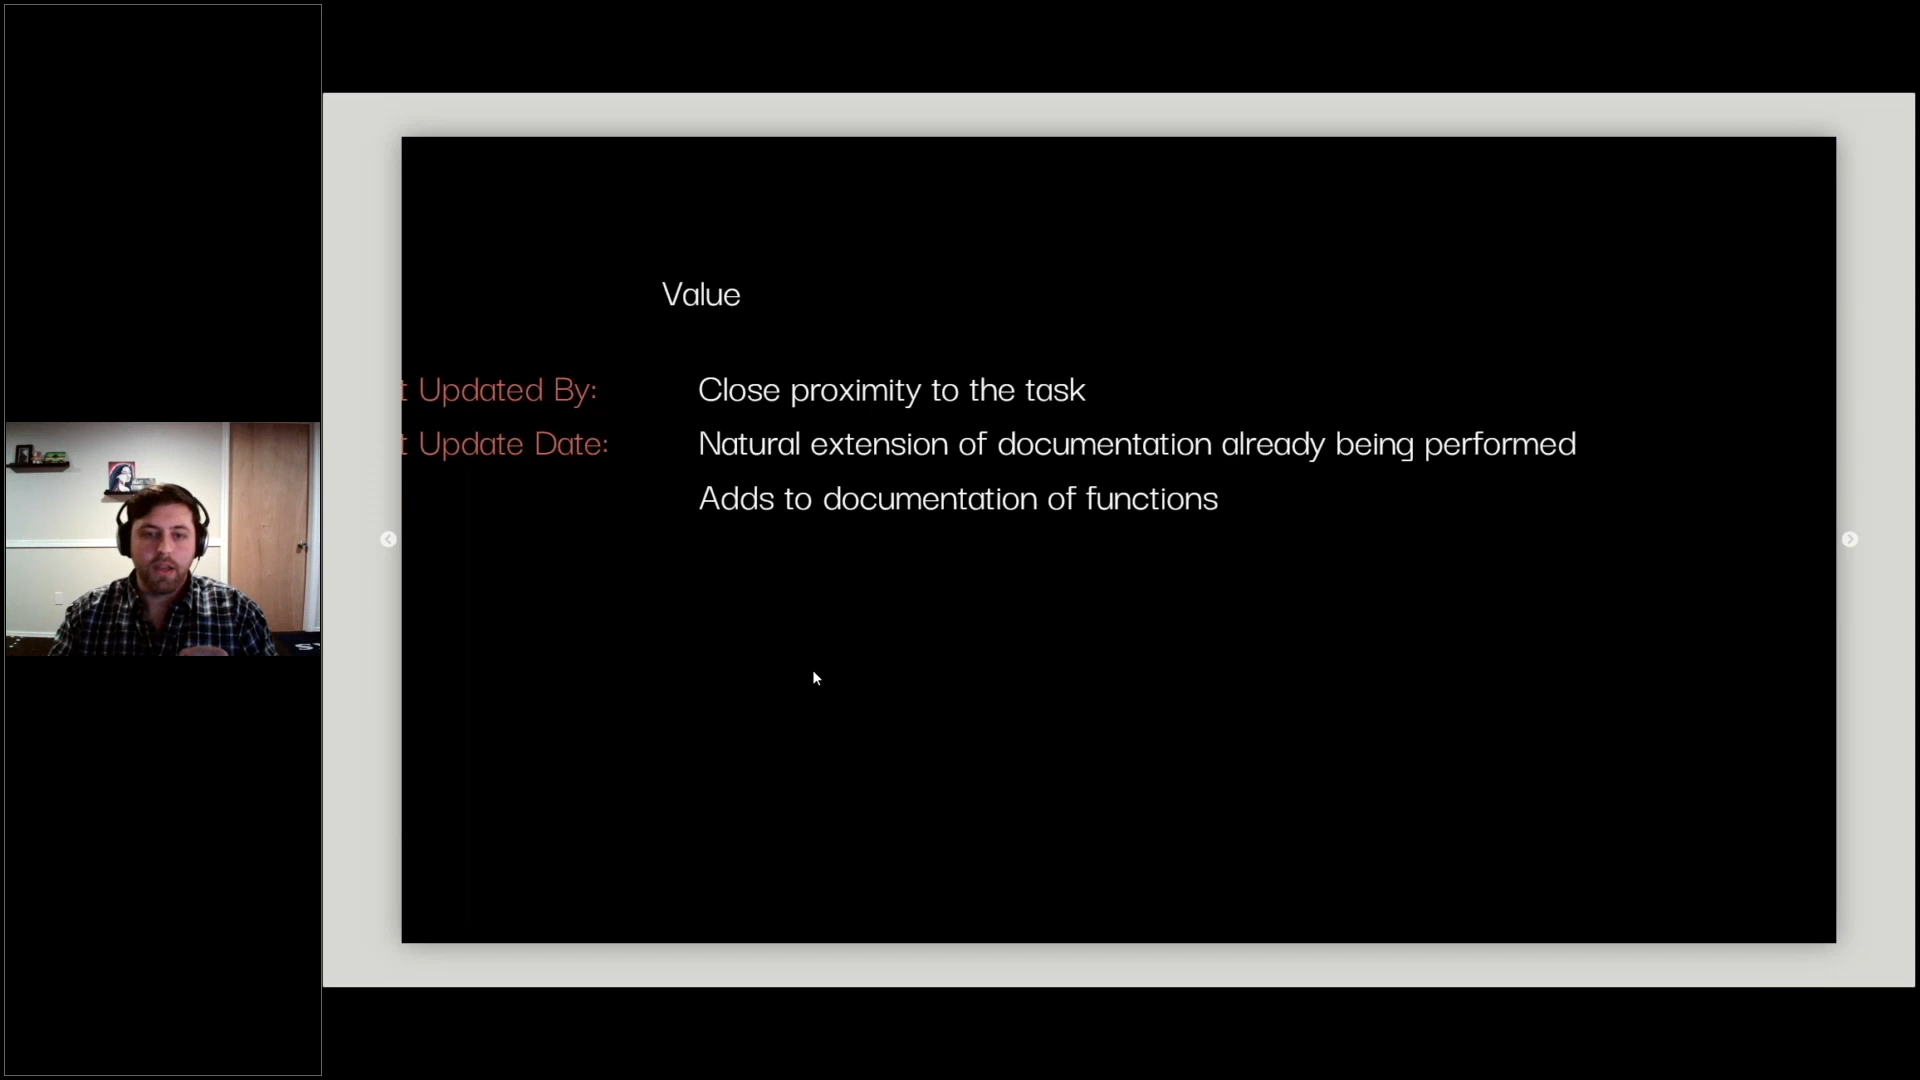 Value
t Updated By:
Close proximity to the task
t Update Date:
Natural extension of documentation already being performed
Adds to documentation of functions